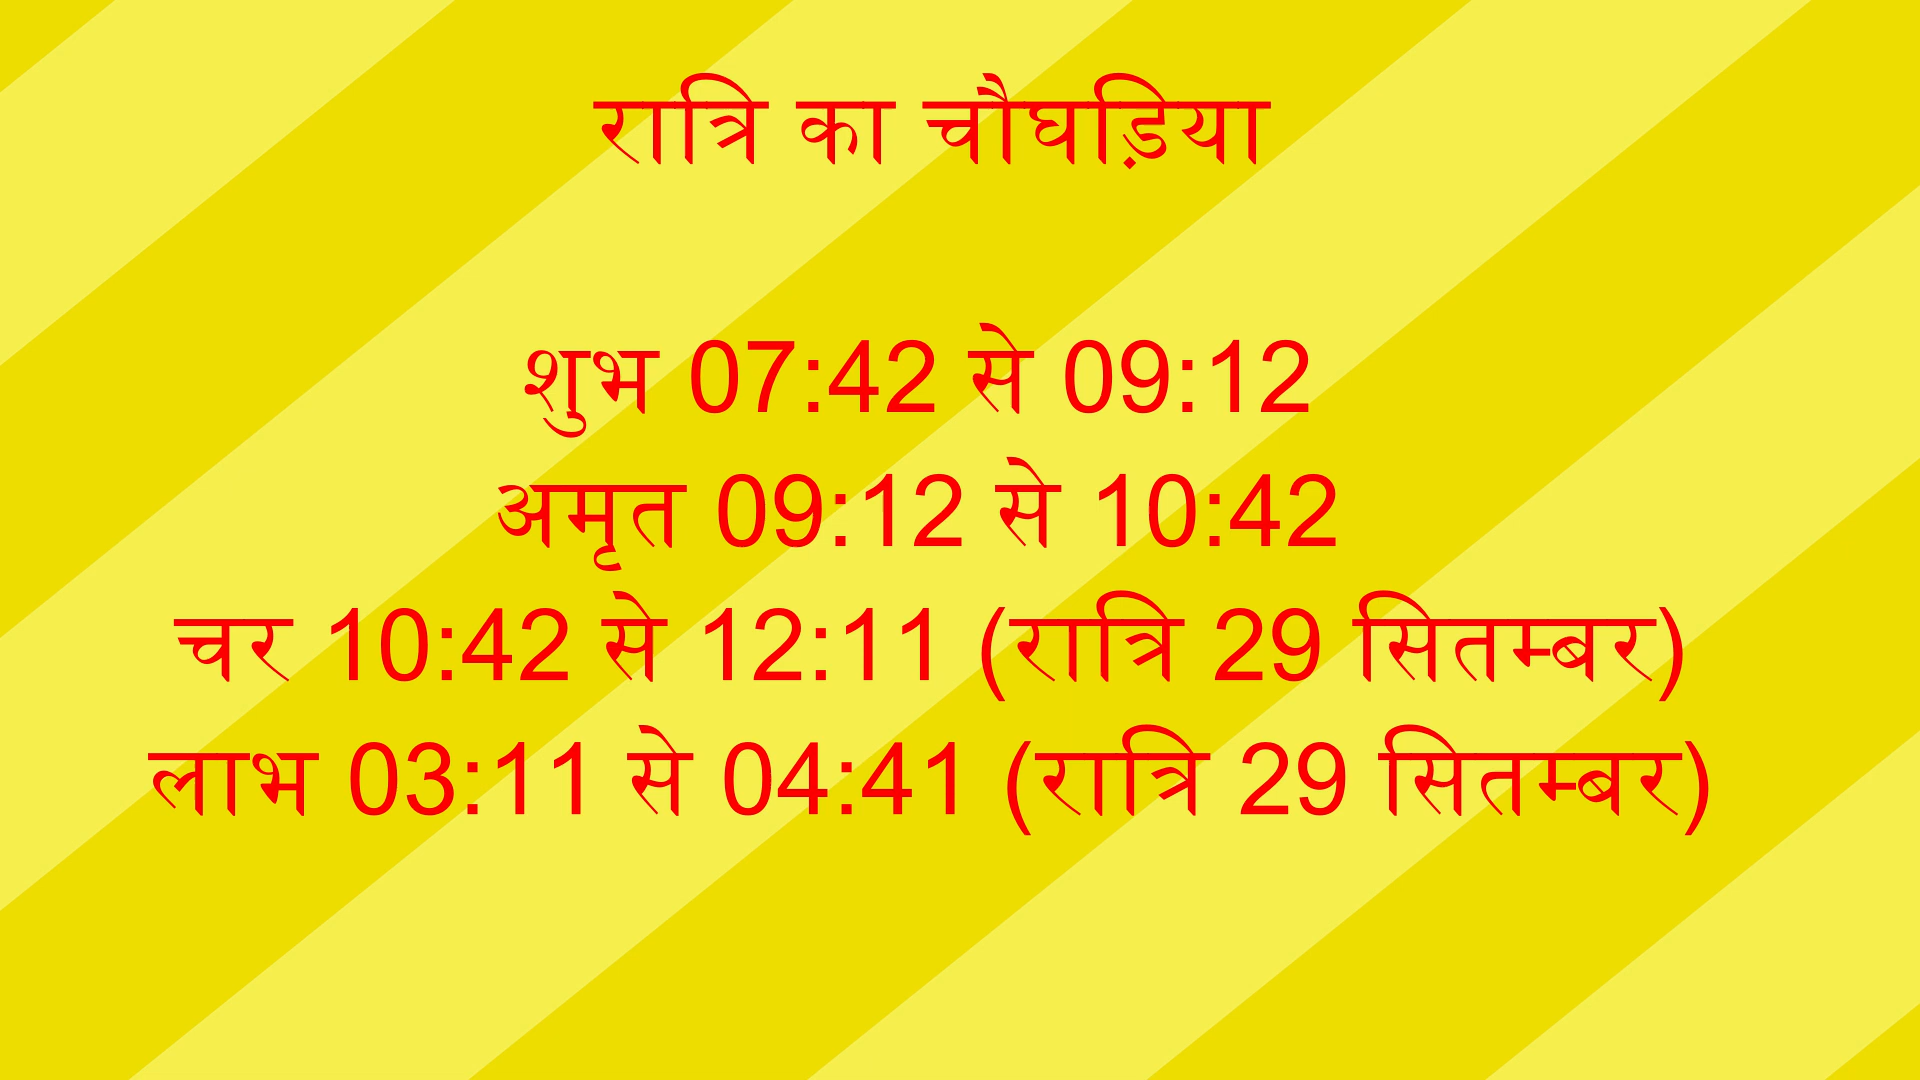 रात्रि का चौघड़िया
शुभ 07:42 से 09:12
अमृत 09:12 से 10:42
चर 10:42 से 12:11 (रात्रि 29 सितम्बर)
लाभ 03:11 से 04:41 (रात्रि 29 सितम्बर)